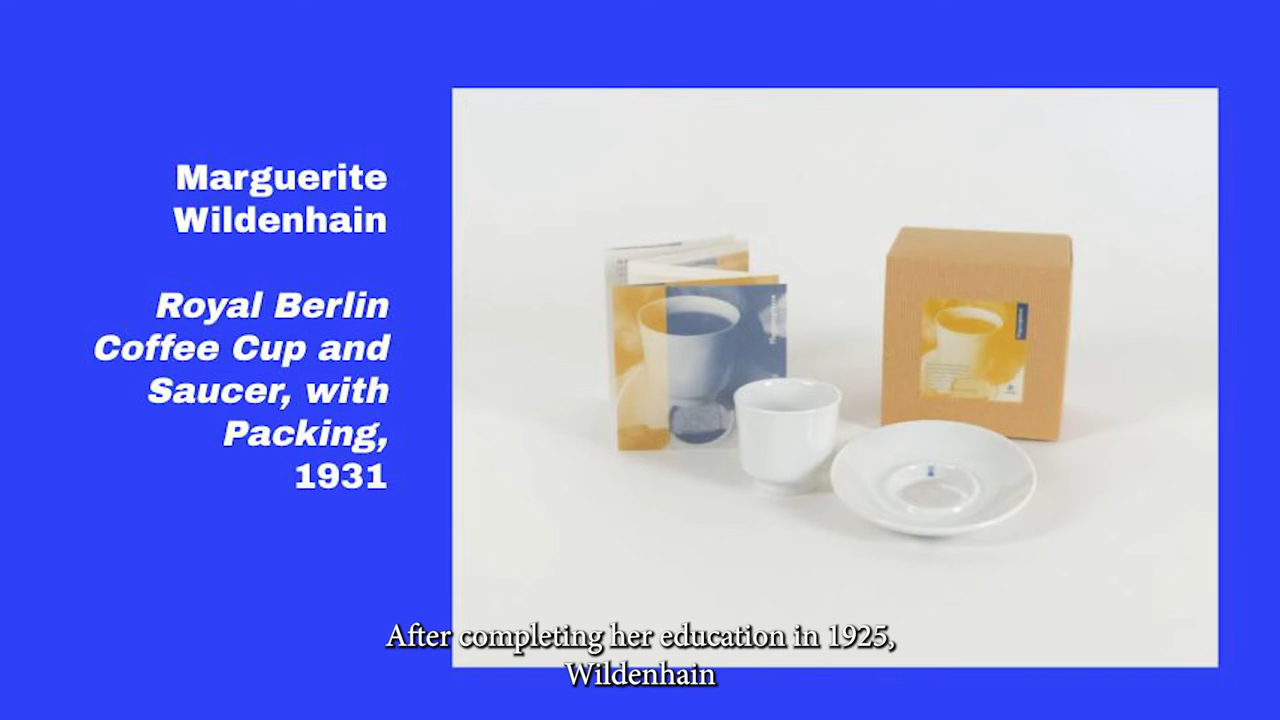 Marguerite
Wildenhain
Royal Berlin
Coffee Cup and
Saucer, with
Packing,
1931
After completing her education in 1925,
Wildenhain